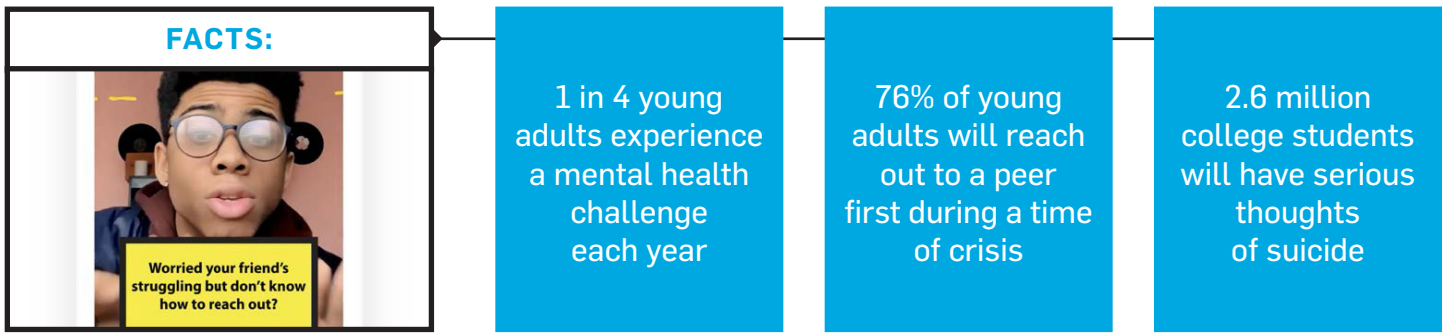 FACTS:
Worried your friend's
struggling but don't know
how to reach out?
1 in 4 young
adults experience
a mental health
challenge
each year
76% of young
adults will reach
out to a peer
first during a time
of crisis
2.6 million
college students
will have serious
thoughts
of suicide